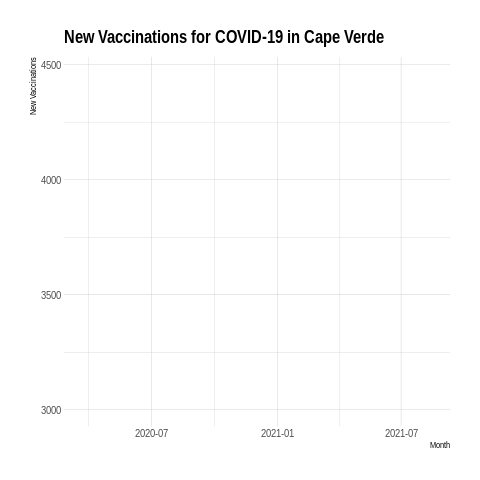 New Vaccinations for COVID-19 in Cape Verde
New Vaccinations
4500
4000
3500
3000
2020-07
2021-01
2021-07
Month